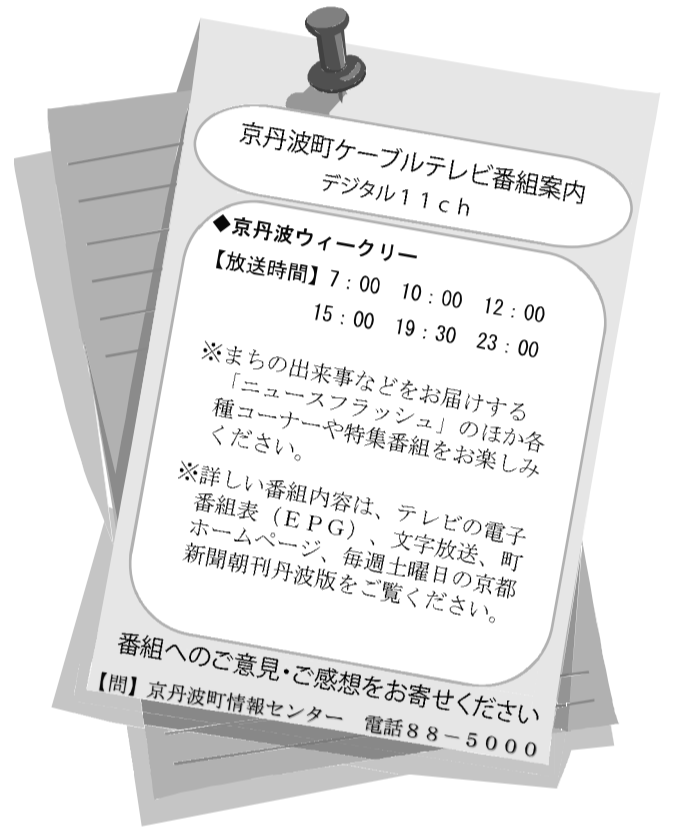 京丹波町ケーブルテレビ番組案内
デジタル11ch
◆京丹波ウィークリー
【放送時間】7:00 10:00 12:00
15:00 19:30 23:00
※まちの出来事などをお届けする
「ニュースフラッシュ」のほか各
種コーナーや特集番組をお楽しみ
ください。
※詳しい番組内容は、テレビの電子
番組表(EPG)、文字放送、町
ホームページ、毎週土曜日の京都
新聞朝刊丹波版をご覧ください。
番組へのご意見・ご感想をお寄せください
【問】京丹波町情報センター 電話88-5000